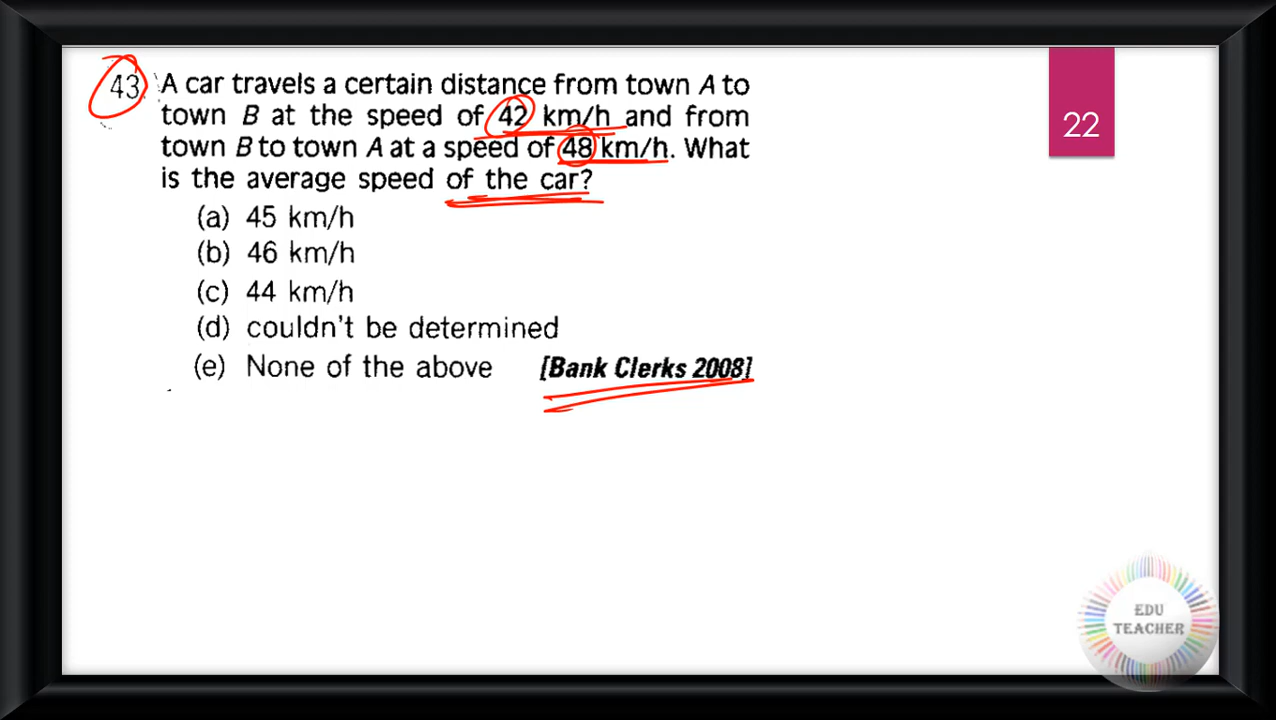 43 A car travels a certain distance from town A to
town B at the speed of 42 km/h and from
town B to town A at a speed of 48 km/h. What
is the average speed of the car?
(a) 45 km/h
(b) 46 km/h
(c) 44 km/h
(d) couldn't be determined
(e) None of the above [Bank Clerks 2008]
22
EDU
TEACHER